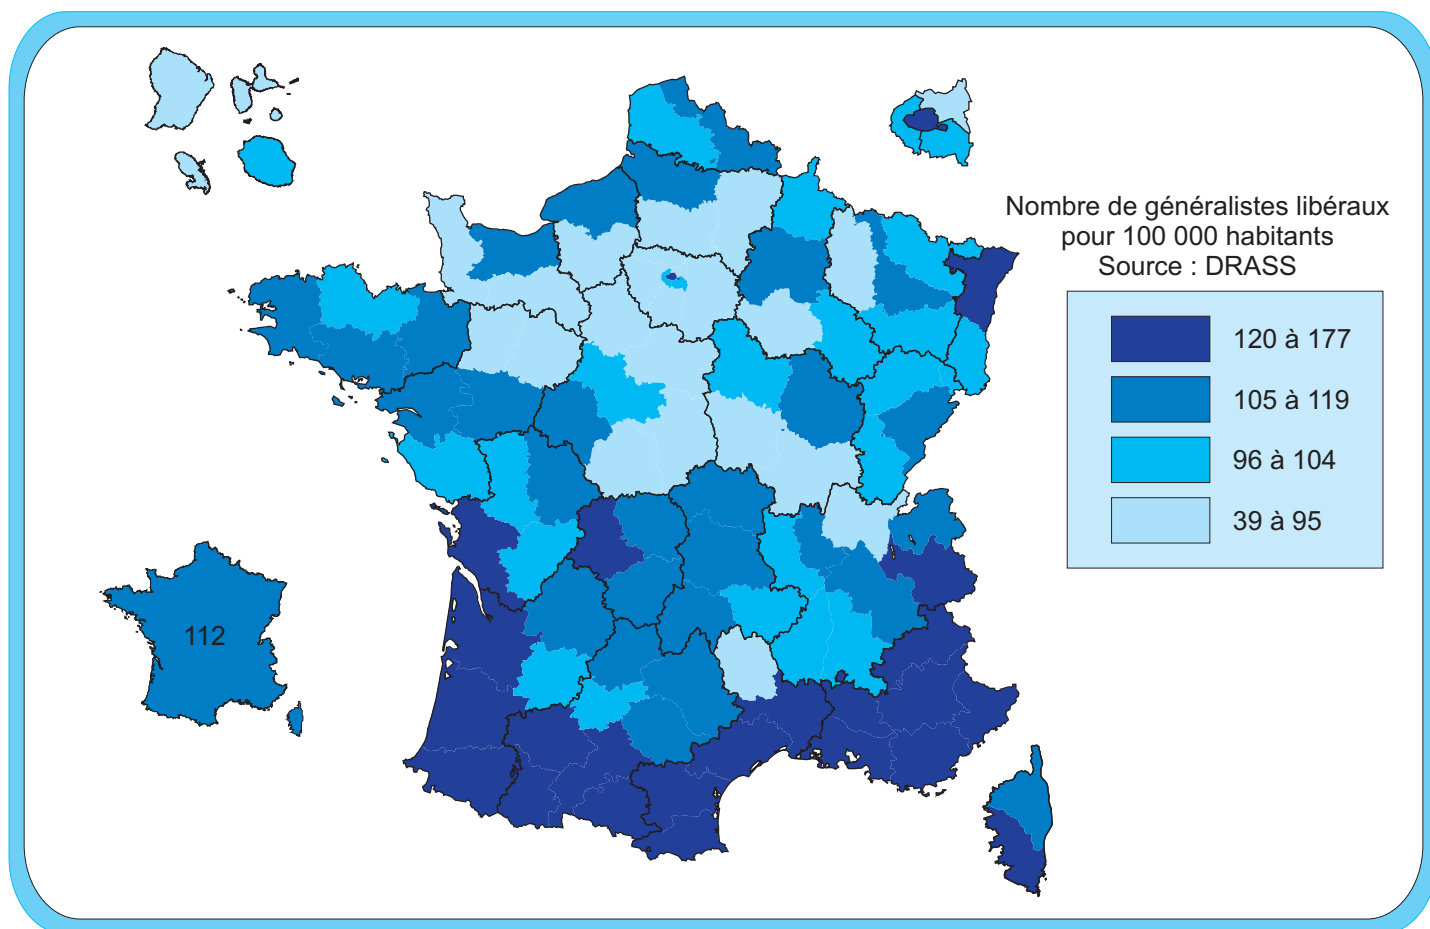 Nombre de généralistes libéraux
pour 100 000 habitants
Source : DRASS
120 à 177
105 à 119
96 à 104
39 à 95
112